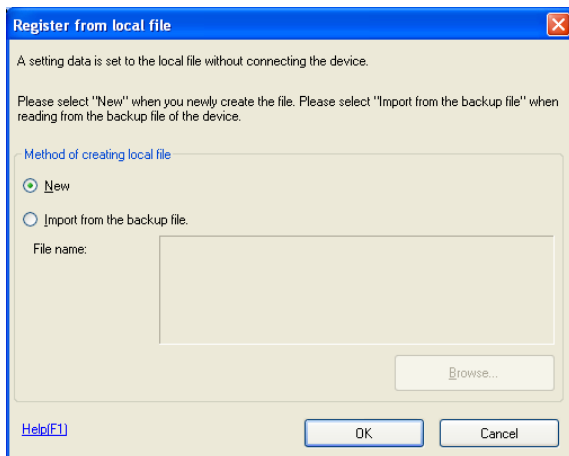 Register from local file
A setting data is set to the local file without connecting the device.
Please select "New" when you newly create the file. Please select "Import from the backup file" when
reading from the backup file of the device.
Method of creating local file
New
Import from the backup file.
File name:
Browse...
Help(F1)
OK
Cancel